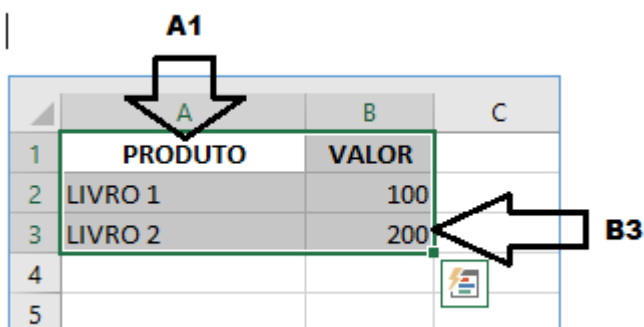 A1
A B C
1 PRODUTO VALOR
2 LIVRO 1 100
3 LIVRO 2 200
B3
4
5